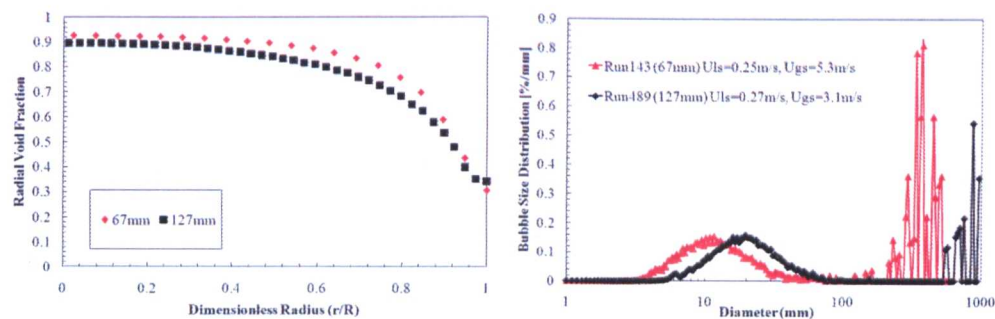 Radial Void Fraction
1
0.9
0.8
0.7
0.6
0.5
0.4
0.3
0.2
0.1
0
67mm 127mm
0 0.2 0.4 0.6 0.8 1
Dimensionless Radius (r/R)
Bubble Size Distribution [%/mm]
0.9
0.8
0.7
0.6
0.5
0.4
0.3
0.2
0.1
0
Run143 (67mm) Uls=0.25m/s, Ugs=5.3m/s
Run489 (127mm) Uls=0.27m/s, Ugs=3.1m/s
1 10 100 1000
Diameter (mm)